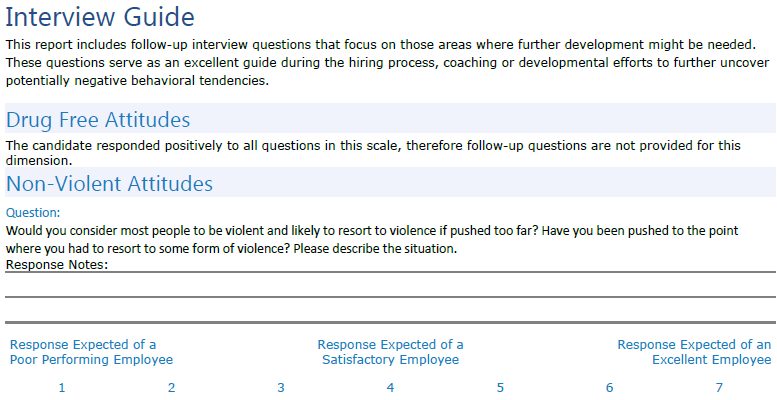 Interview Guide
This report includes follow-up interview questions that focus on those areas where further development might be needed.
These questions serve as an excellent guide during the hiring process, coaching or developmental efforts to further uncover
potentially negative behavioral tendencies.
Drug Free Attitudes
The candidate responded positively to all questions in this scale, therefore follow-up questions are not provided for this
dimension.
Non-Violent Attitudes
Question:
Would you consider most people to be violent and likely to resort to violence if pushed too far? Have you been pushed to the point
where you had to resort to some form of violence? Please describe the situation.
Response Notes:
Response Expected of a
Poor Performing Employee
Response Expected of a
Satisfactory Employee
Response Expected of an
Excellent Employee
1 2 3 4 5 6 7